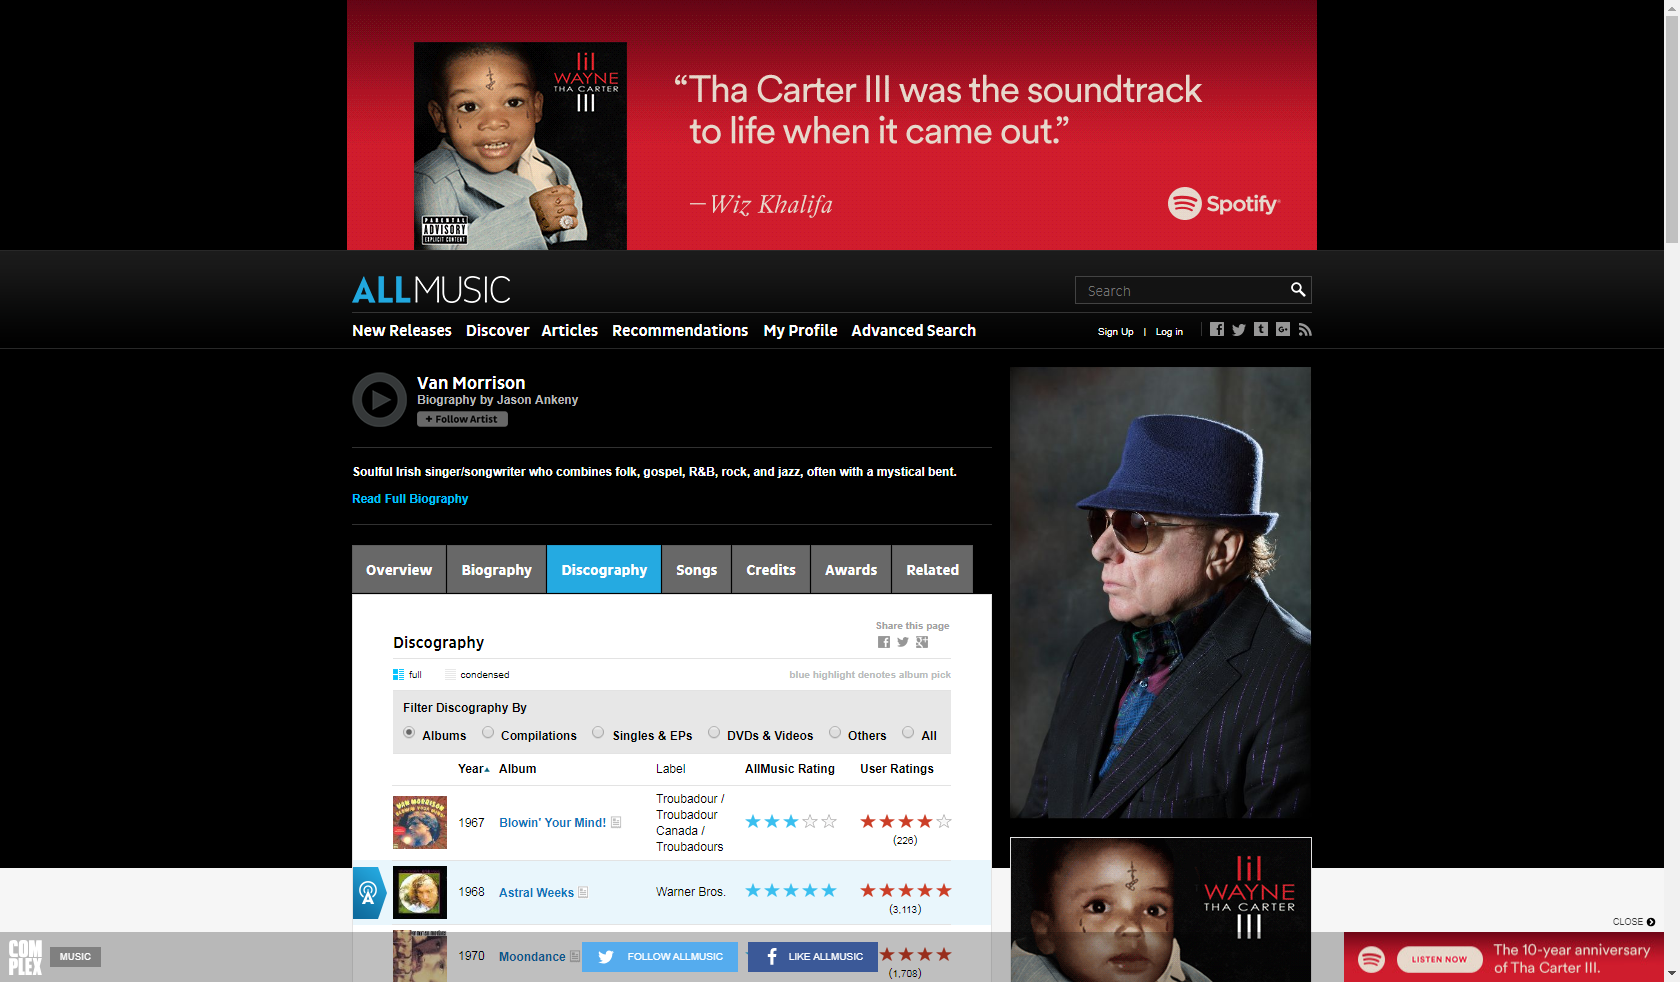 lil
WAYNE
THA CARTER
III
PARENTAL
ADVISORY
EXPLICIT CONTENT
“Tha Carter III was the soundtrack
to life when it came out.”
—Wiz Khalifa
Spotify
ALLMUSIC
Search
New Releases Discover Articles Recommendations My Profile Advanced Search
Sign Up | Log in
Van Morrison
Biography by Jason Ankeny
+ Follow Artist
Soulful Irish singer/songwriter who combines folk, gospel, R&B, rock, and jazz, often with a mystical bent.
Read Full Biography
Overview Biography Discography Songs Credits Awards Related
Share this page
Discography
full condensed blue highlight denotes album pick
Filter Discography By
Albums Compilations Singles & EPs DVDs & Videos Others All
Year Album Label AllMusic Rating User Ratings
VAN MORRISON
BLOWIN' YOUR MIND!
1967 Blowin' Your Mind!
Troubadour /
Troubadour
Canada /
Troubadours
(226)
1968 Astral Weeks Warner Bros.
(3,113)
1970 Moondance
(1,708)
lil
WAYNE
THA CARTER
III
CLOSE
COM
PLEX
MUSIC
FOLLOW ALLMUSIC
LIKE ALLMUSIC
LISTEN NOW
The 10-year anniversary
of Tha Carter III.